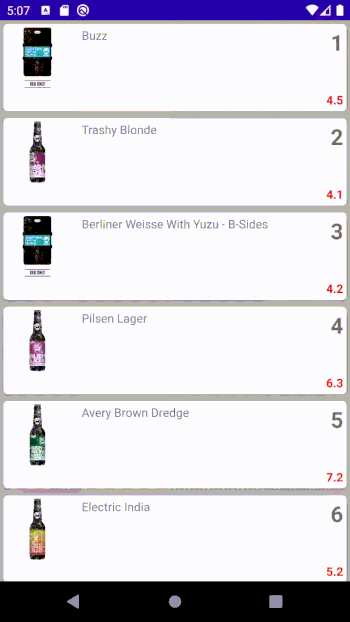 5:07
Buzz
1
4.5
Trashy Blonde
2
4.1
Berliner Weisse With Yuzu - B-Sides
3
4.2
Pilsen Lager
4
6.3
Avery Brown Dredge
5
7.2
Electric India
6
5.2